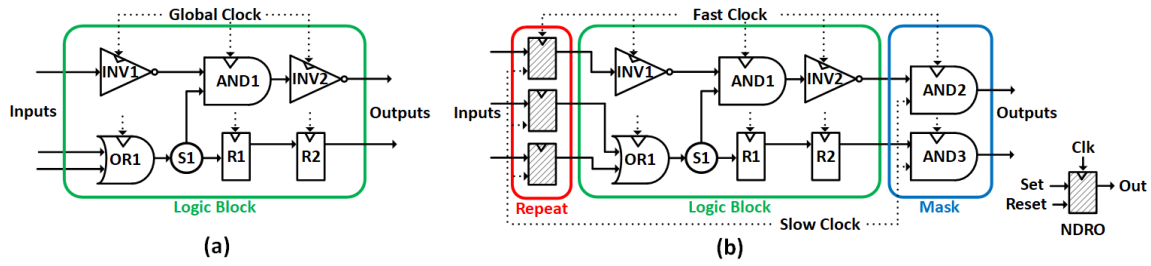 Global Clock
INV1
AND1
INV2
Inputs
Outputs
OR1
S1
R1
R2
Logic Block
(a)
Fast Clock
INV1
AND1
INV2
AND2
Inputs
Outputs
OR1
S1
R1
R2
AND3
Repeat
Logic Block
Mask
Slow Clock
(b)
Clk
Set
Out
Reset
NDRO